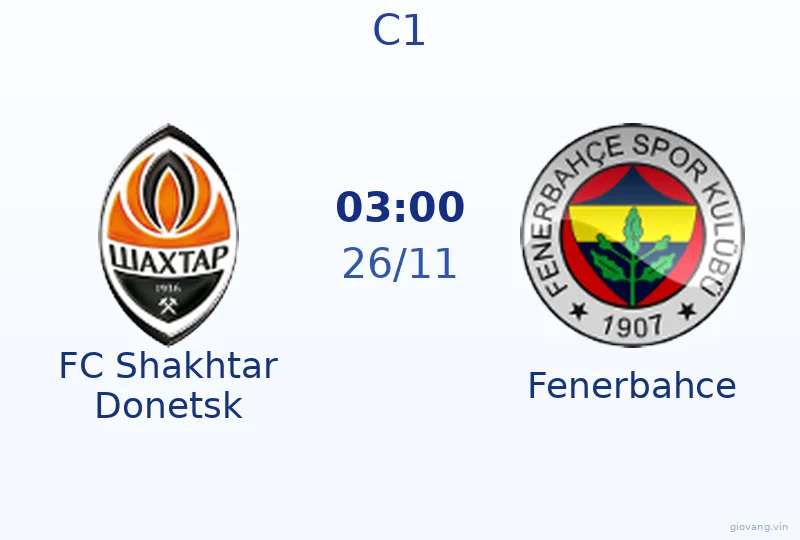 C1
ШАХТАР
1936
FENERBAHÇE SPOR KULÜBÜ
1907
03:00
26/11
FC Shakhtar
Donetsk
Fenerbahce
giovang.vin